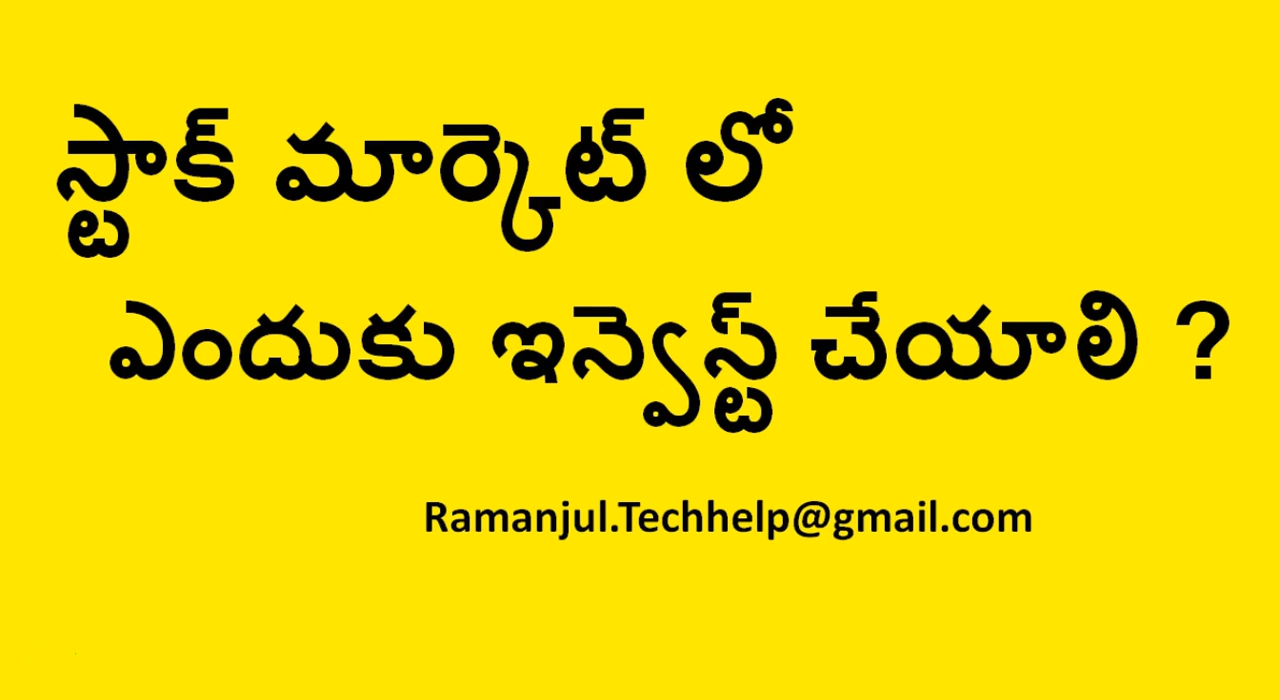 స్టాక్ మార్కెట్ లో
ఎందుకు ఇన్వెస్ట్ చేయాలి ?
Ramanjul.Techhelp@gmail.com